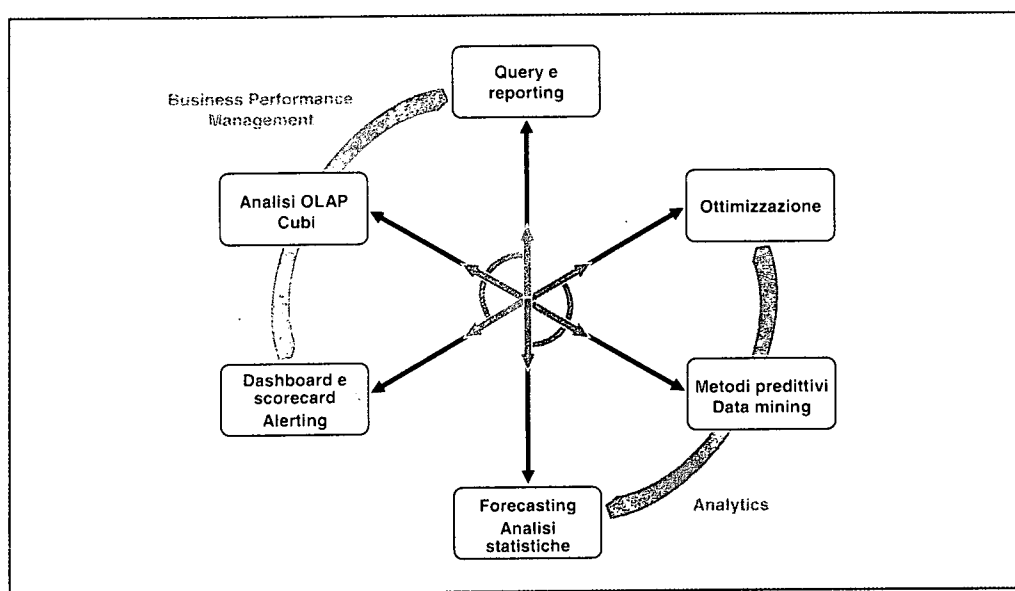 Query e
reporting
Business Performance
Management
Analisi OLAP
Cubi
Ottimizzazione
Dashboard e
scorecard
Alerting
Metodi predittivi
Data mining
Forecasting
Analisi
statistiche
Analytics